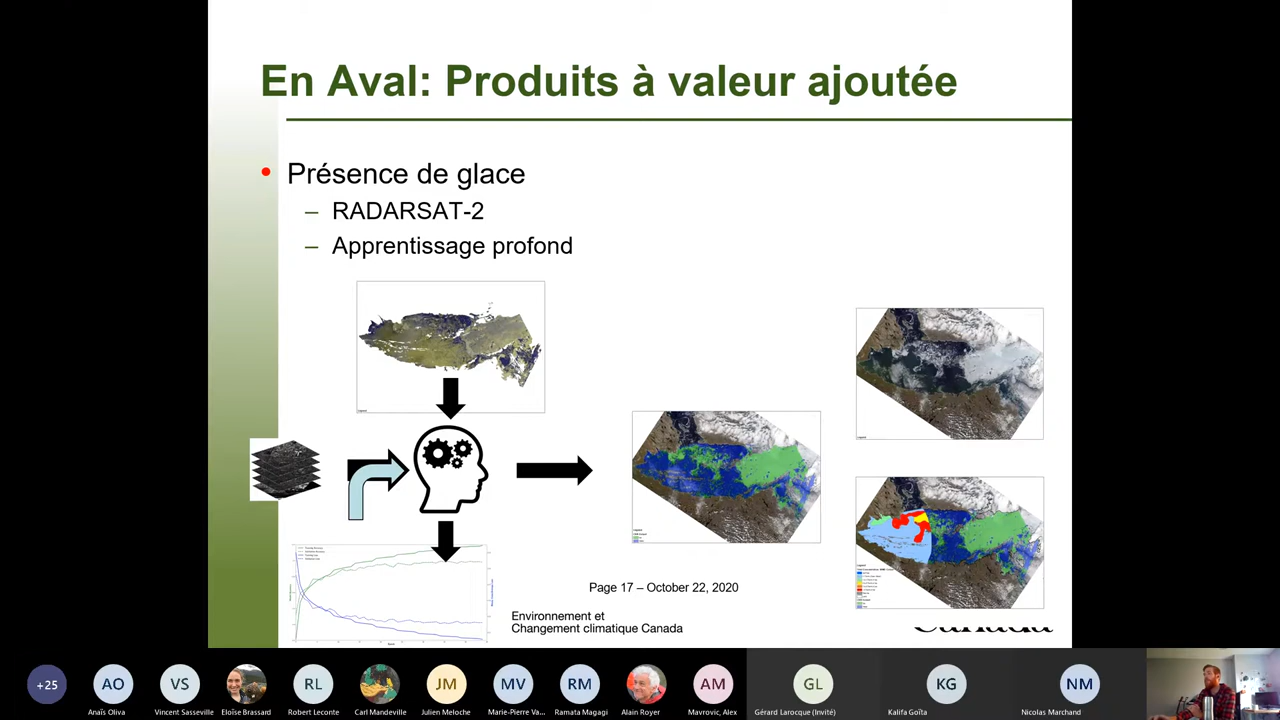 En Aval: Produits à valeur ajoutée
• Présence de glace
– RADARSAT-2
– Apprentissage profond
Page 17 – October 22, 2020
Environnement et
Changement climatique Canada
Canada
+25
AO
VS
RL
JM
MV
RM
AM
GL
KG
NM
Anaïs Oliva
Vincent Sasseville
Eloïse Brassard
Robert Leconte
Carl Mandeville
Julien Meloche
Marie-Pierre Va...
Ramata Magagi
Alain Royer
Mavrovic, Alex
Gérard Larocque (Invité)
Kalifa Goïta
Nicolas Marchand